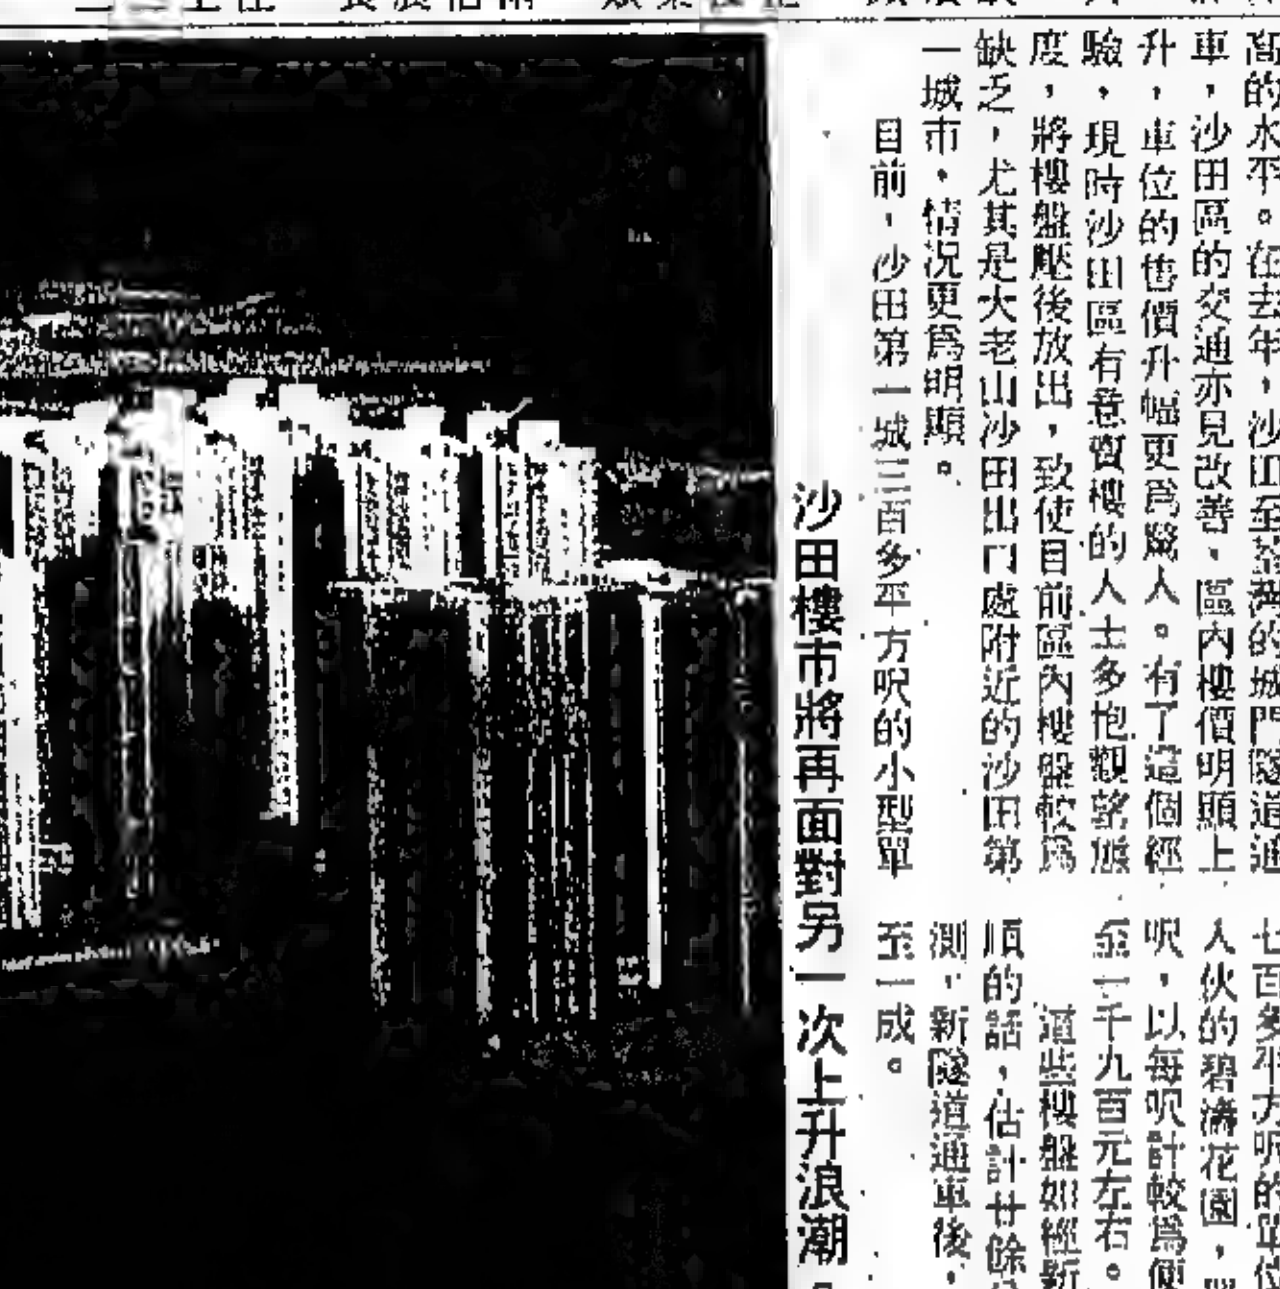 高的水平。在去年，沙田至荃灣的城門隧道通
車，沙田區的交通亦見改善，區內樓價明顯上
升，車位的售價升幅更爲驚人。有了這個經
驗，現時沙田區有意賣樓的人士多抱觀望態
度，將樓盤壓後放出，致使目前區內樓盤較爲
缺乏，尤其是大老山沙田出口處附近的沙田第
一城市，情況更爲明顯。
目前，沙田第一城三百多平方呎的小型單
七百多平方呎的單位
入伙的碧濤花園，
呎，以每呎計較爲便
至一千九百元左右。
這些樓盤如經新
順的話，估計廿餘
測，新隧道通車後，
至一成。
沙田樓市將再面對另一次上升浪潮。